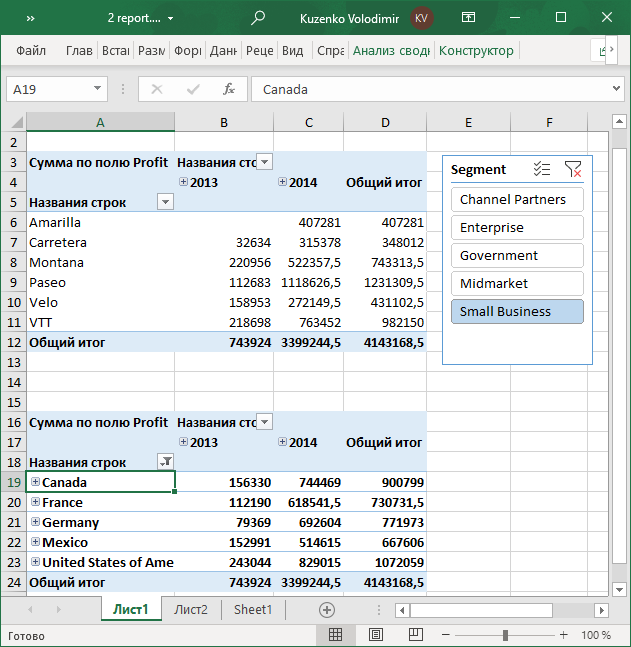 2 report.... Kuzenko Volodimir KV
Файл Глав Встав Разм Форм Данн Реце Вид Спра Анализ сводн Конструктор
A19 fx Canada
A B C D E F
2
3 Сумма по полю Profit Названия сто
4 2013 2014 Общий итог
5 Названия строк
6 Amarilla 407281 407281
7 Carretera 32634 315378 348012
8 Montana 220956 522357,5 743313,5
9 Paseo 112683 1118626,5 1231309,5
10 Velo 158953 272149,5 431102,5
11 VTT 218698 763452 982150
12 Общий итог 743924 3399244,5 4143168,5
13
14
15
Segment
Channel Partners
Enterprise
Government
Midmarket
Small Business
16 Сумма по полю Profit Названия сто
17 2013 2014 Общий итог
18 Названия строк
19 Canada 156330 744469 900799
20 France 112190 618541,5 730731,5
21 Germany 79369 692604 771973
22 Mexico 152991 514615 667606
23 United States of Ame 243044 829015 1072059
24 Общий итог 743924 3399244,5 4143168,5
Лист1 Лист2 Sheet1
Готово 100 %